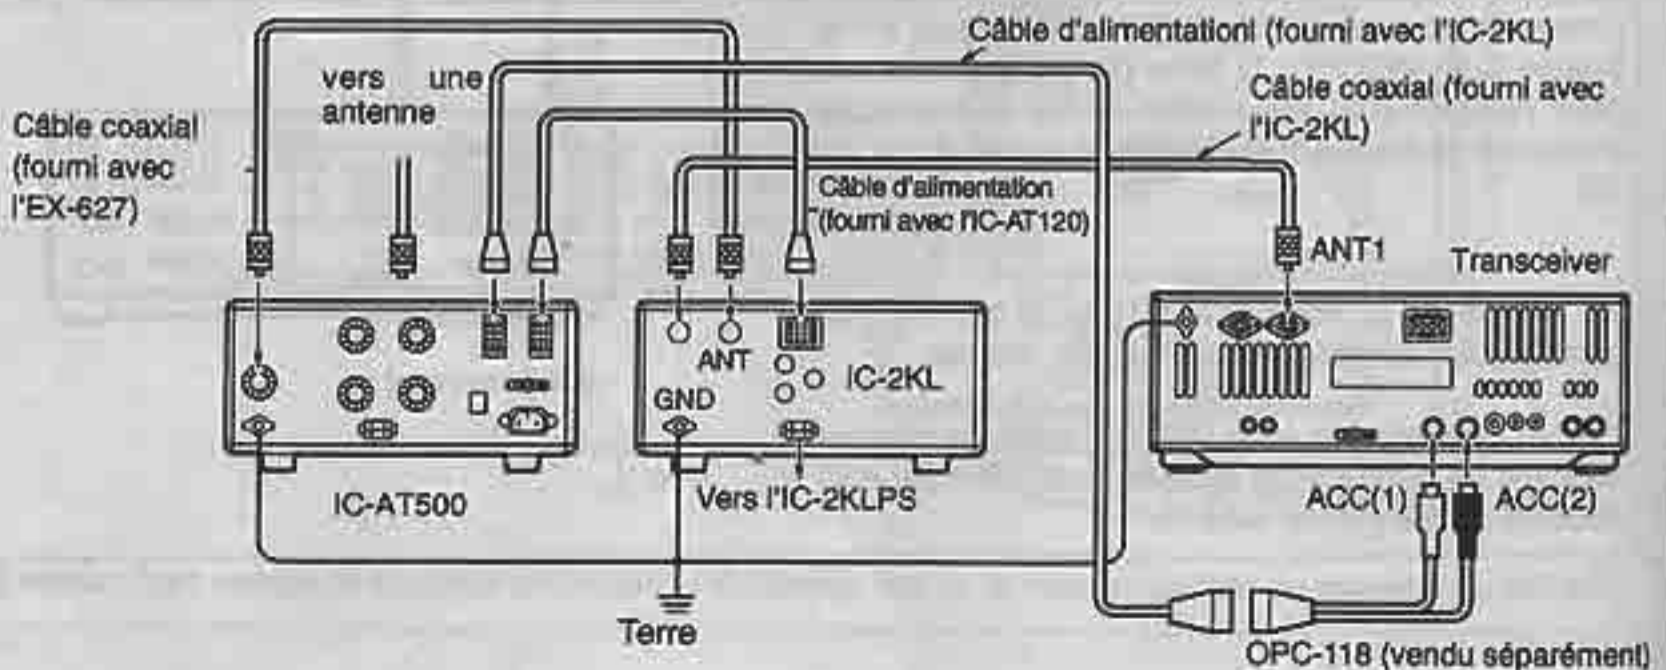 Câble d'alimentationl (fourni avec l'IC-2KL)
vers une
antenne
Câble coaxial (fourni avec
l'IC-2KL)
Câble coaxial
(fourni avec
l'EX-627)
Câble d'alimentation
(fourni avec l'IC-AT120)
ANT1
Transceiver
ANT
IC-2KL
GND
IC-AT500
Vers l'IC-2KLPS
ACC(1)
ACC(2)
Terre
OPC-118 (vendu séparément)